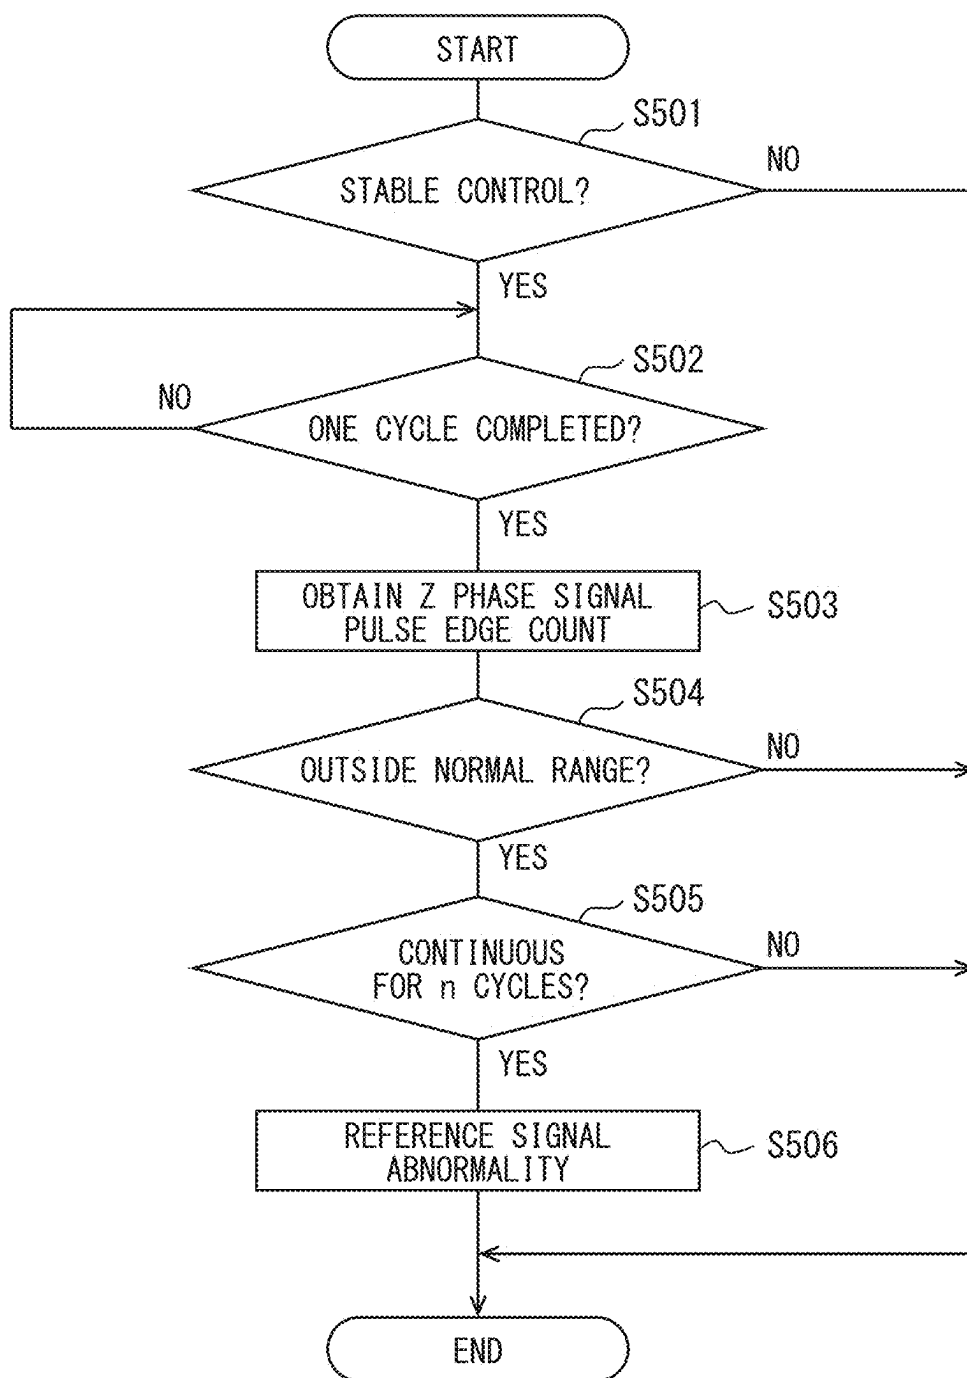 START
S501
STABLE CONTROL?
NO
YES
S502
NO
ONE CYCLE COMPLETED?
YES
OBTAIN Z PHASE SIGNAL
PULSE EDGE COUNT
S503
S504
OUTSIDE NORMAL RANGE?
NO
YES
S505
CONTINUOUS
FOR n CYCLES?
NO
YES
REFERENCE SIGNAL
ABNORMALITY
S506
END